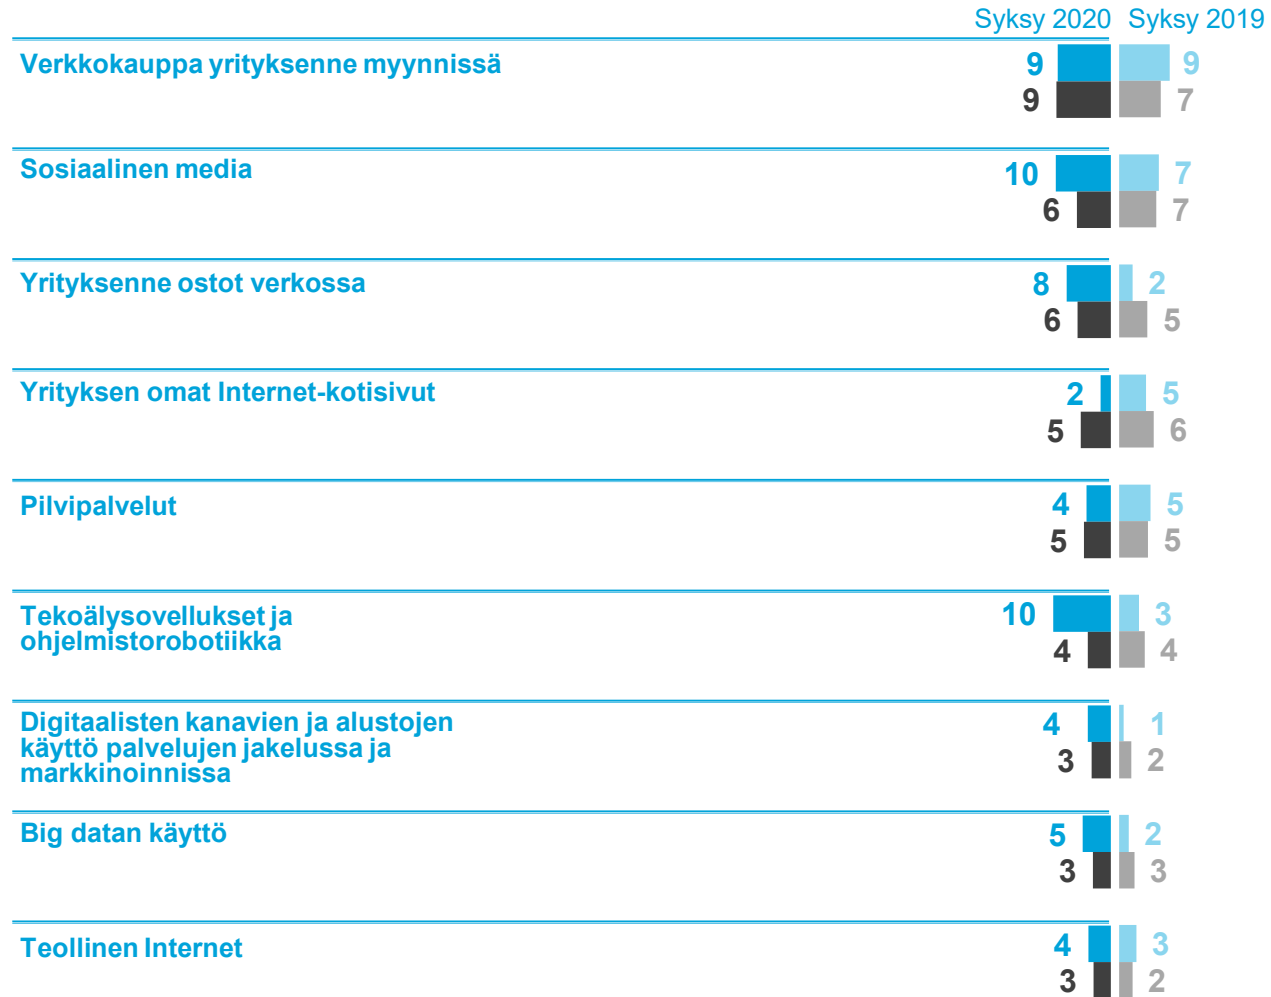 Syksy 2020 Syksy 2019
Verkkokauppa yrityksenne myynnissä
9 9
9 7
Sosiaalinen media
10 7
6 7
Yrityksenne ostot verkossa
8 2
6 5
Yrityksen omat Internet-kotisivut
2 5
5 6
Pilvipalvelut
4 5
5 5
Tekoälysovellukset ja
ohjelmistorobotiikka
10 3
4 4
Digitaalisten kanavien ja alustojen
käyttö palvelujen jakelussa ja
markkinoinnissa
4 1
3 2
Big datan käyttö
5 2
3 3
Teollinen Internet
4 3
3 2